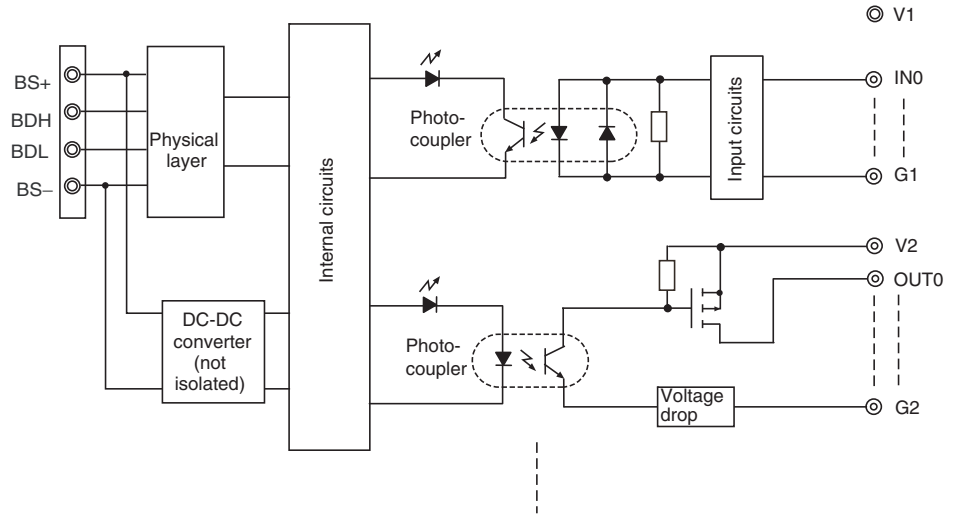 V1
BS+
BDH
BDL
BS−
Physical
layer
Internal circuits
Photo-
coupler
Input circuits
IN0
G1
DC-DC
converter
(not
isolated)
Photo-
coupler
V2
OUT0
Voltage
drop
G2